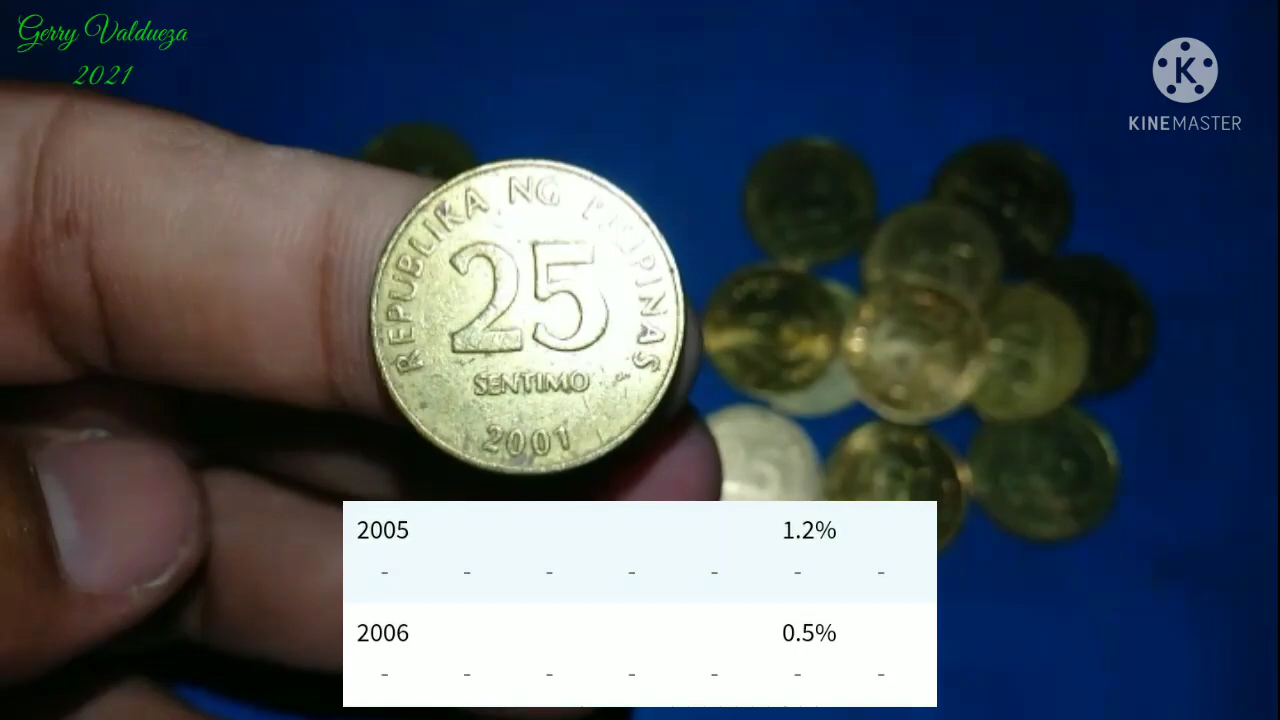 Gerry Valdueza
2021
KINEMASTER
REPUBLIKA NG PILIPINAS
25
SENTIMO
2001
2005 1.2%
- - - - - - -
2006 0.5%
- - - - - - -